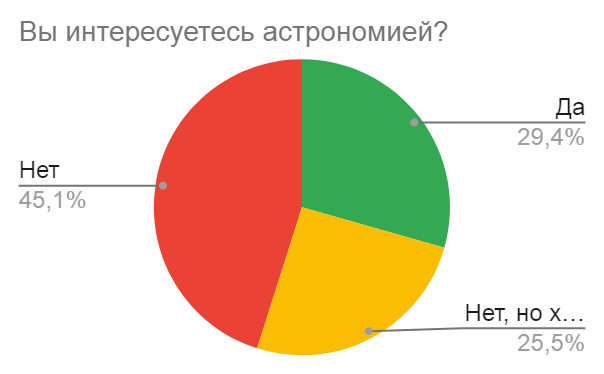 Вы интересуетесь астрономией?
Да
29,4%
Нет
45,1%
Нет, но х…
25,5%